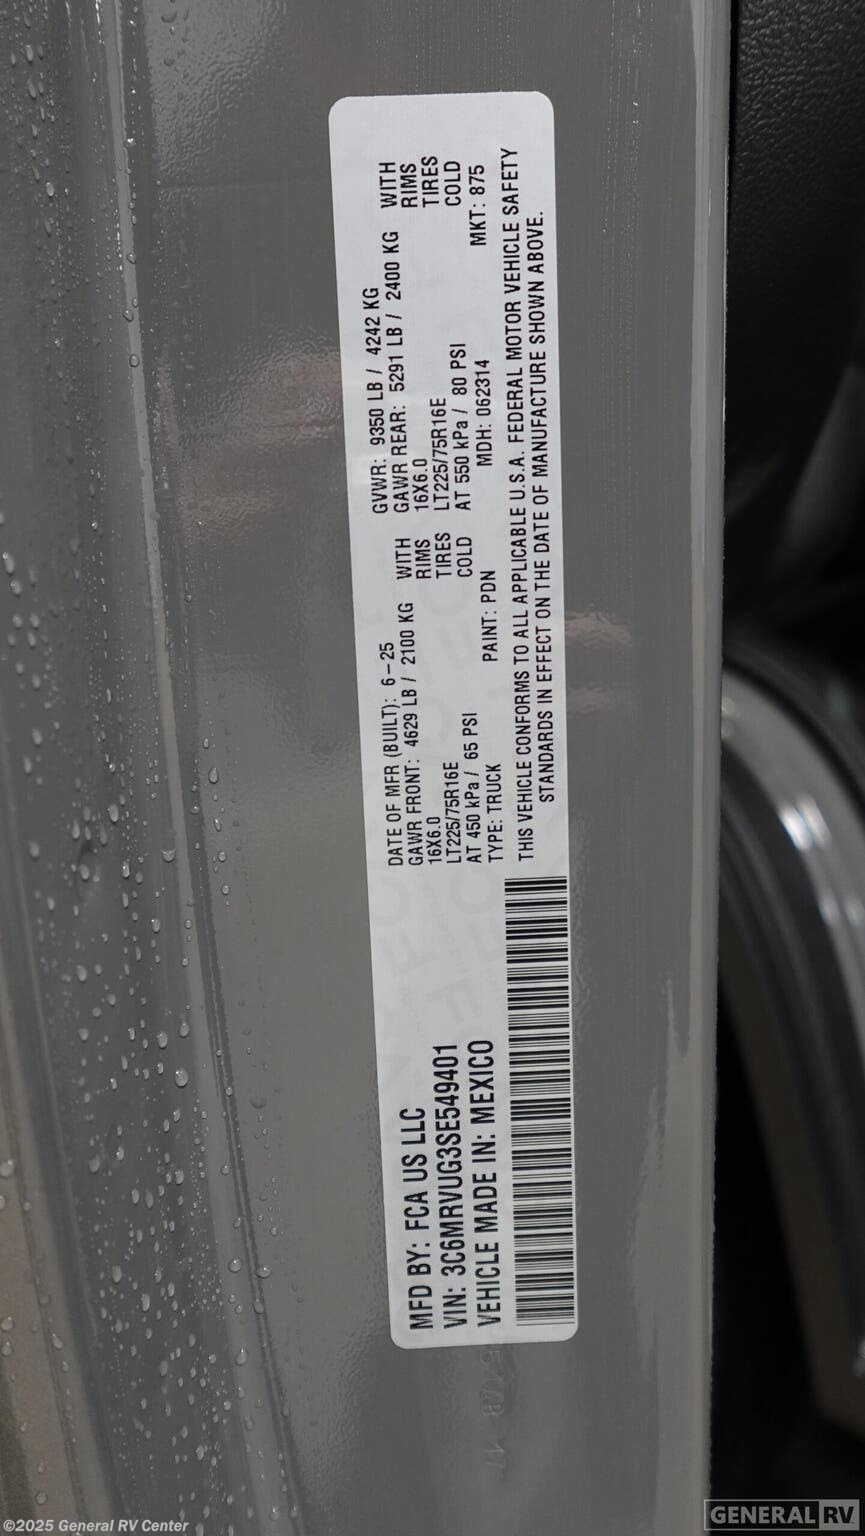 MFD BY: FCA US LLC
VIN: 3C6MRVUG3SE549401
VEHICLE MADE IN: MEXICO
DATE OF MFR (BUILT): 6-25 GVWR: 9350 LB / 4242 KG
GAWR FRONT: 4629 LB / 2100 KG WITH GAWR REAR: 5291 LB / 2400 KG WITH
16X6.0 RIMS 16X6.0 RIMS
LT225/75R16E TIRES LT225/75R16E TIRES
AT 450 kPa / 65 PSI COLD AT 550 kPa / 80 PSI COLD
TYPE: TRUCK PAINT: PDN MDH: 062314 MKT: 875
THIS VEHICLE CONFORMS TO ALL APPLICABLE U.S.A. FEDERAL MOTOR VEHICLE SAFETY
STANDARDS IN EFFECT ON THE DATE OF MANUFACTURE SHOWN ABOVE.
©2025 General RV Center
GENERAL RV